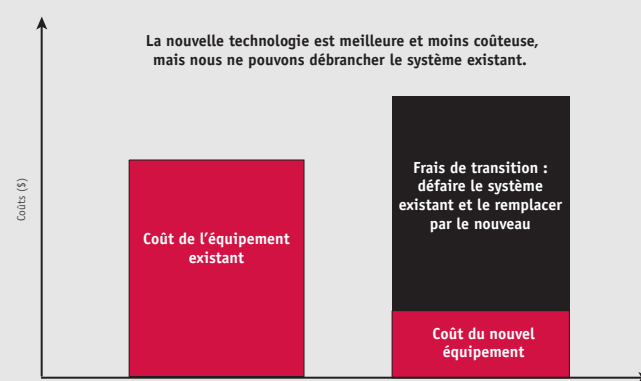 La nouvelle technologie est meilleure et moins coûteuse,
mais nous ne pouvons débrancher le système existant.
Coûts ($)
Coût de l'équipement
existant
Frais de transition :
défaire le système
existant et le remplacer
par le nouveau
Coût du nouvel
équipement